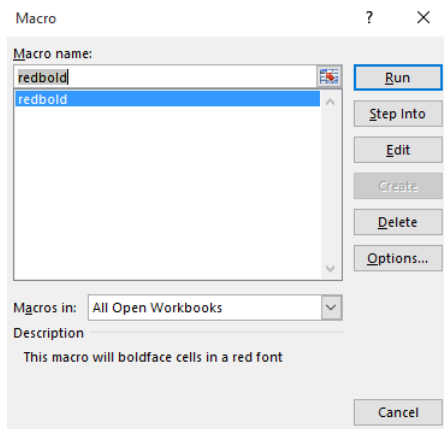 Macro ? ×
Macro name:
redbold
redbold
Run
Step Into
Edit
Create
Delete
Options...
Macros in: All Open Workbooks
Description
This macro will boldface cells in a red font
Cancel